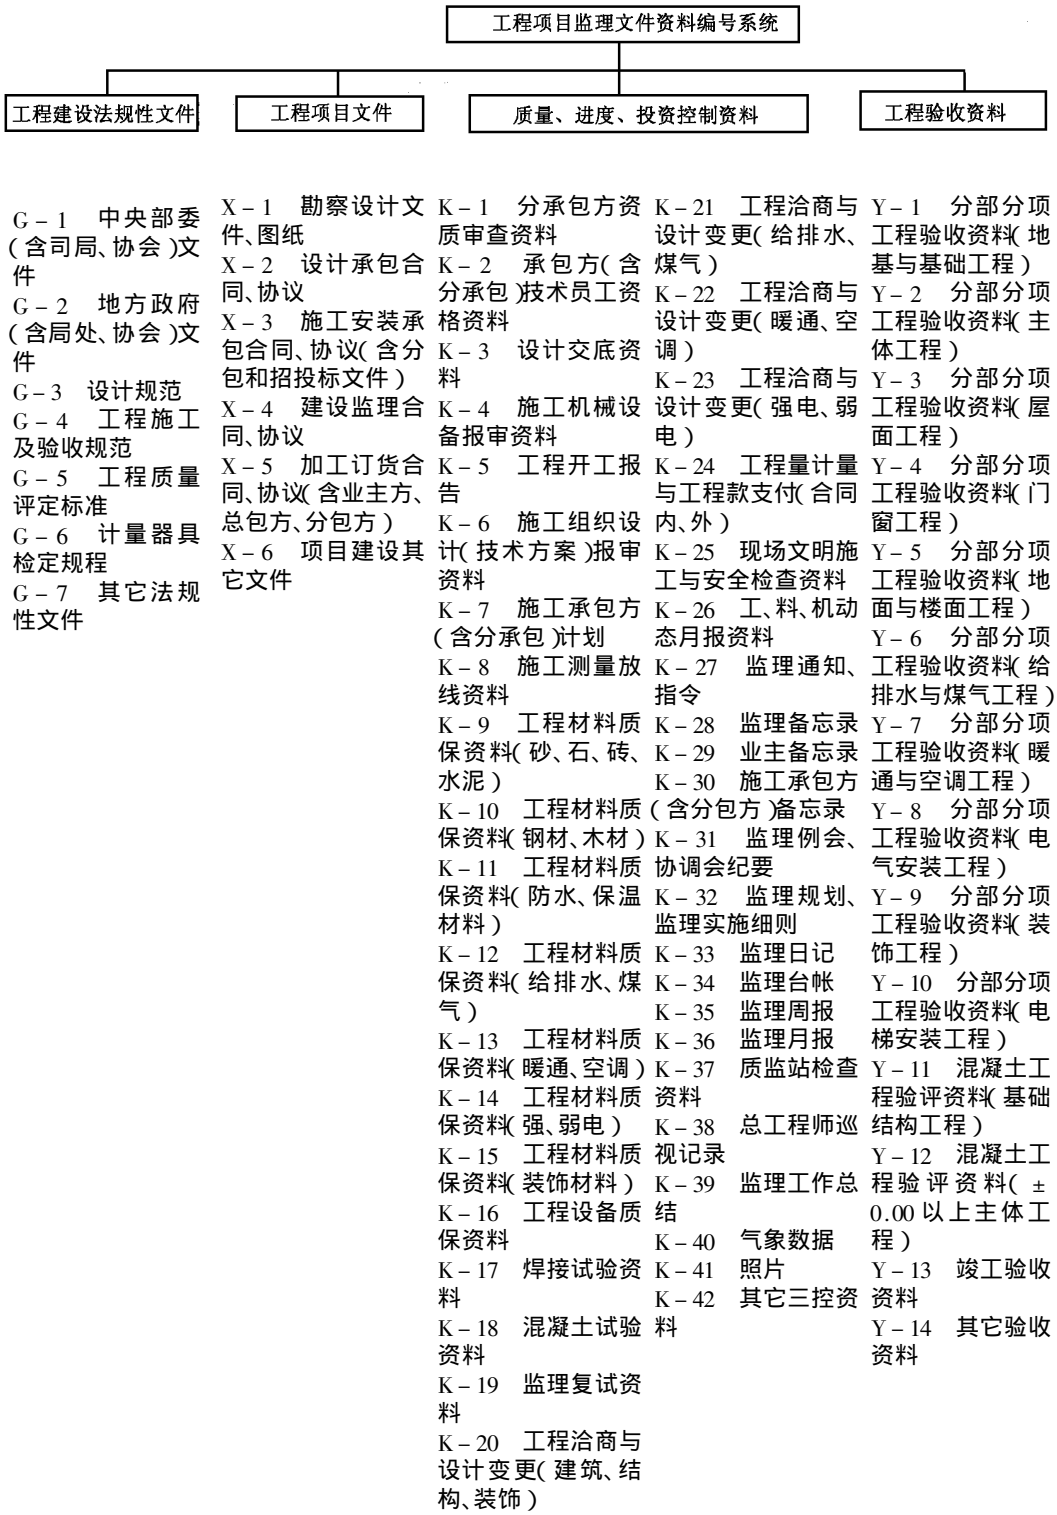 工程项目监理文件资料编号系统
工程建设法规性文件
工程项目文件
质量、进度、投资控制资料
工程验收资料
G－1 中央部委
(含司局、协会)文
件
G－2 地方政府
(含局处、协会)文
件
G－3 设计规范
G－4 工程施工
及验收规范
G－5 工程质量
评定标准
G－6 计量器具
检定规程
G－7 其它法规
性文件
X－1 勘察设计文
件、图纸
X－2 设计承包合
同、协议
X－3 施工安装承
包合同、协议(含分
包和招投标文件)
X－4 建设监理合
同、协议
X－5 加工订货合
同、协议(含业主方、
总包方、分包方)
X－6 项目建设其
它文件
K－1 分承包方资
质审查资料
K－2 承包方(含
分承包)技术员工资
格资料
K－3 设计交底资
料
K－4 施工机械设
备报审资料
K－5 工程开工报
告
K－6 施工组织设
计(技术方案)报审
资料
K－7 施工承包方
(含分承包)计划
K－8 施工测量放
线资料
K－9 工程材料质
保资料(砂、石、砖、
水泥)
K－10 工程材料质
保资料(钢材、木材)
K－11 工程材料质
保资料(防水、保温
材料)
K－12 工程材料质
保资料(给排水、煤
气)
K－13 工程材料质
保资料(暖通、空调)
K－14 工程材料质
保资料(强、弱电)
K－15 工程材料质
保资料(装饰材料)
K－16 工程设备质
保资料
K－17 焊接试验资
料
K－18 混凝土试验
资料
K－19 监理复试资
料
K－20 工程洽商与
设计变更(建筑、结
构、装饰)
K－21 工程洽商与
设计变更(给排水、
煤气)
K－22 工程洽商与
设计变更(暖通、空
调)
K－23 工程洽商与
设计变更(强电、弱
电)
K－24 工程量计量
与工程款支付(合同
内、外)
K－25 现场文明施
工与安全检查资料
K－26 工、料、机动
态月报资料
K－27 监理通知、
指令
K－28 监理备忘录
K－29 业主备忘录
K－30 施工承包方
(含分包方)备忘录
K－31 监理例会、
协调会纪要
K－32 监理规划、
监理实施细则
K－33 监理日记
K－34 监理台帐
K－35 监理周报
K－36 监理月报
K－37 质监站检查
资料
K－38 总工程师巡
视记录
K－39 监理工作总
结
K－40 气象数据
K－41 照片
K－42 其它三控资
料
Y－1 分部分项
工程验收资料(地
基与基础工程)
Y－2 分部分项
工程验收资料(主
体工程)
Y－3 分部分项
工程验收资料(屋
面工程)
Y－4 分部分项
工程验收资料(门
窗工程)
Y－5 分部分项
工程验收资料(地
面与楼面工程)
Y－6 分部分项
工程验收资料(给
排水与煤气工程)
Y－7 分部分项
工程验收资料(暖
通与空调工程)
Y－8 分部分项
工程验收资料(电
气安装工程)
Y－9 分部分项
工程验收资料(装
饰工程)
Y－10 分部分项
工程验收资料(电
梯安装工程)
Y－11 混凝土工
程验评资料(基础
结构工程)
Y－12 混凝土工
程验评资料(±
0.00以上主体工
程)
Y－13 竣工验收
资料
Y－14 其它验收
资料